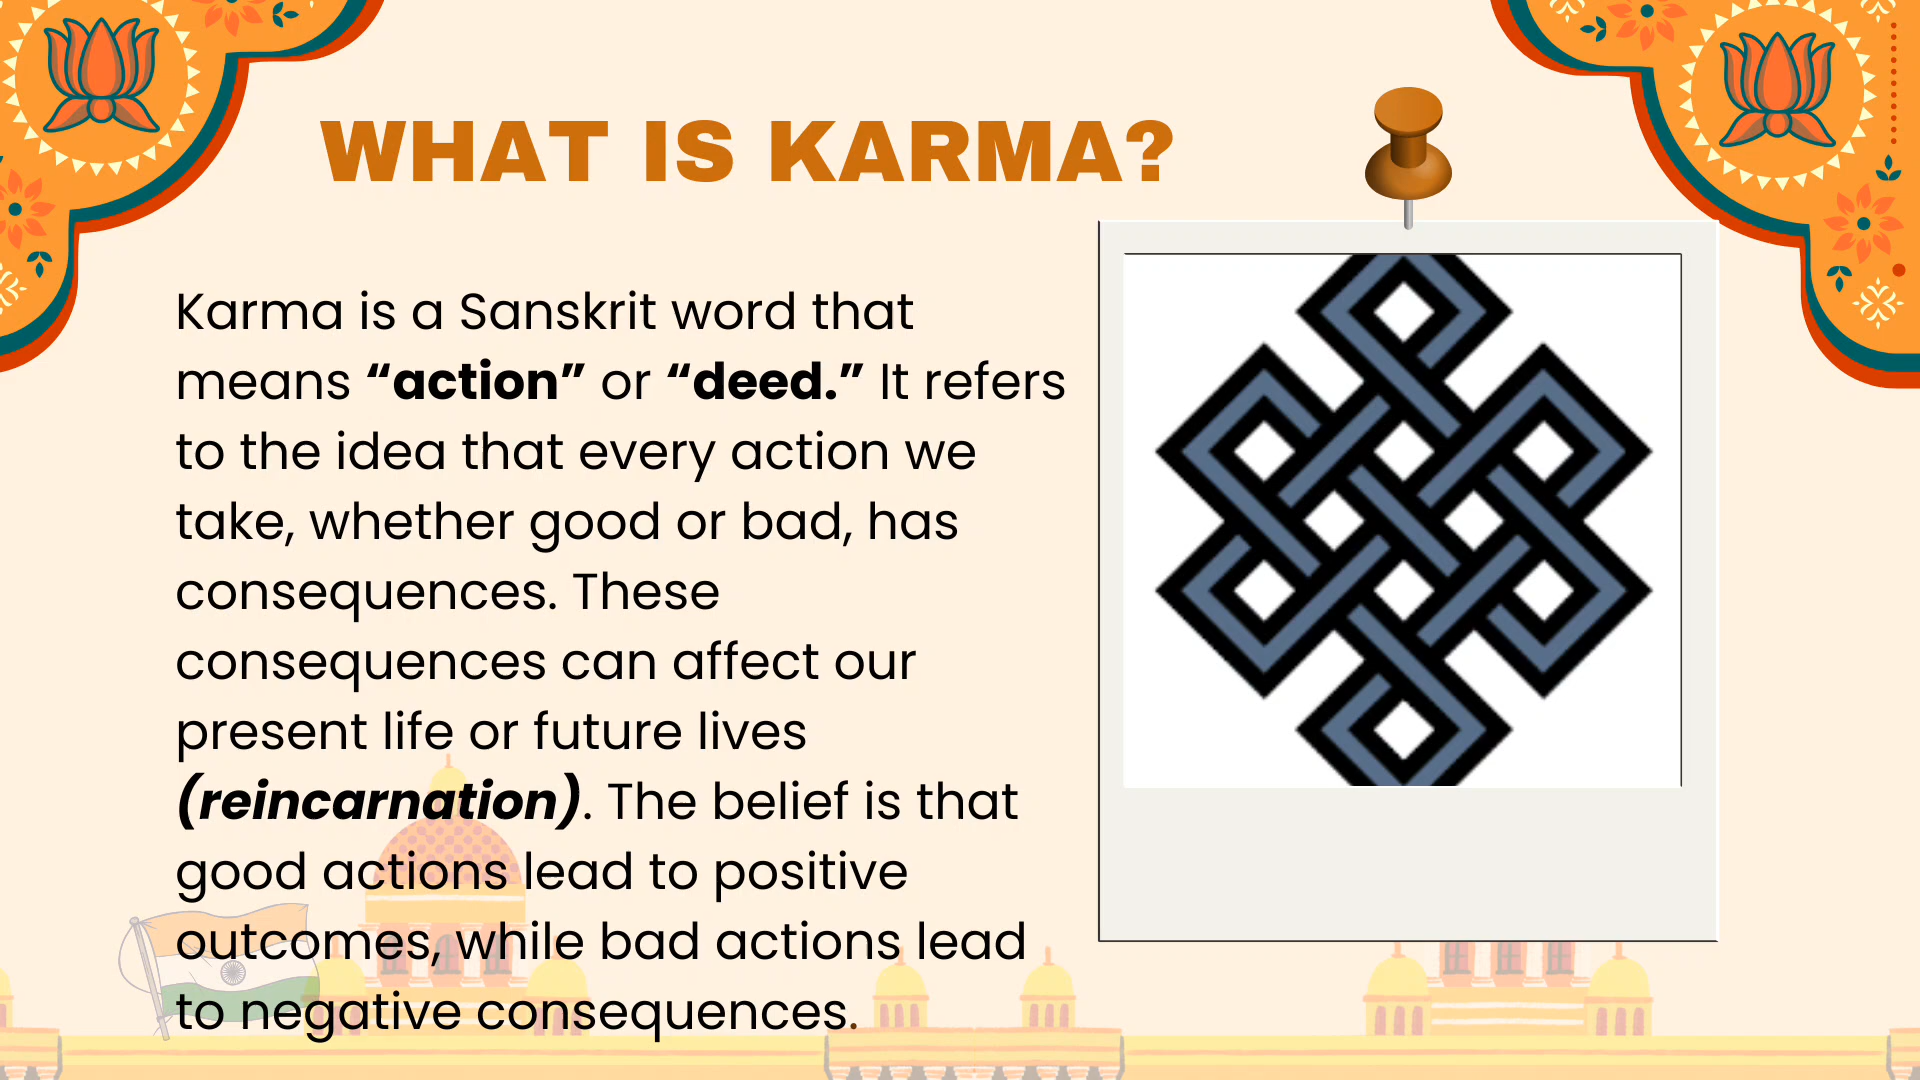 WHAT IS KARMA?
Karma is a Sanskrit word that
means “action” or “deed.” It refers
to the idea that every action we
take, whether good or bad, has
consequences. These
consequences can affect our
present life or future lives
(reincarnation). The belief is that
good actions lead to positive
outcomes, while bad actions lead
to negative consequences.